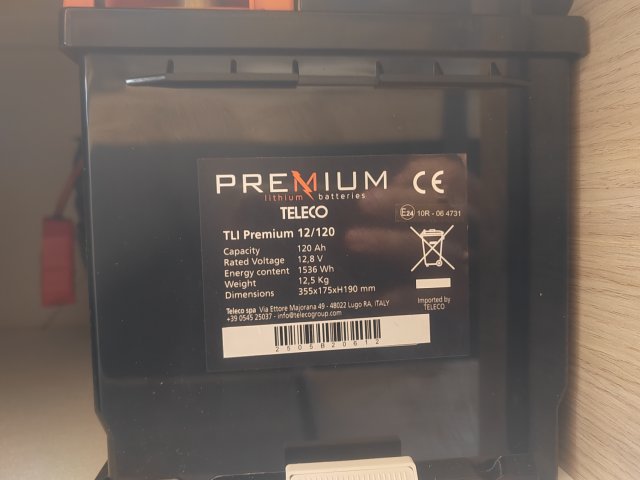 PREMIUM CE
lithium batteries
TELECO
E24 10R - 06 4731
TLI Premium 12/120
Capacity 120 Ah
Rated Voltage 12,8 V
Energy content 1536 Wh
Weight 12,5 Kg
Dimensions 355x175xH190 mm
Imported by
TELECO
Teleco spa Via Ettore Majorana 49 - 48022 Lugo RA, ITALY
+39 0545 25037 - info@telecogroup.com
2505B20612